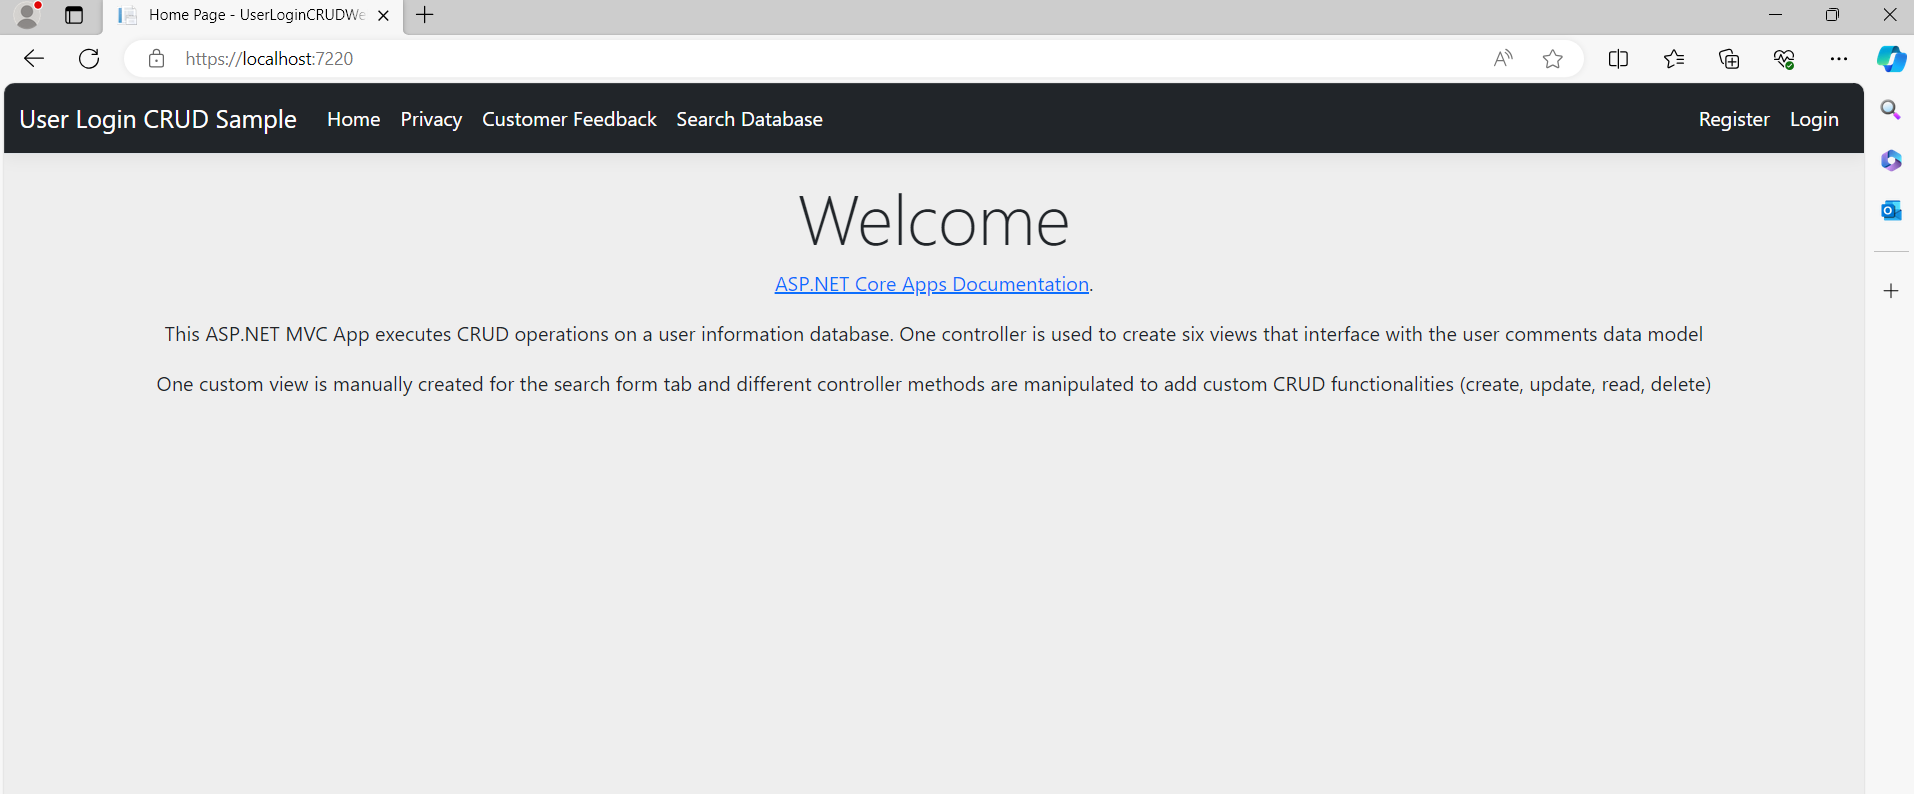 Home Page - UserLoginCRUDWe
https://localhost:7220
User Login CRUD Sample Home Privacy Customer Feedback Search Database Register Login
Welcome
ASP.NET Core Apps Documentation.
This ASP.NET MVC App executes CRUD operations on a user information database. One controller is used to create six views that interface with the user comments data model
One custom view is manually created for the search form tab and different controller methods are manipulated to add custom CRUD functionalities (create, update, read, delete)